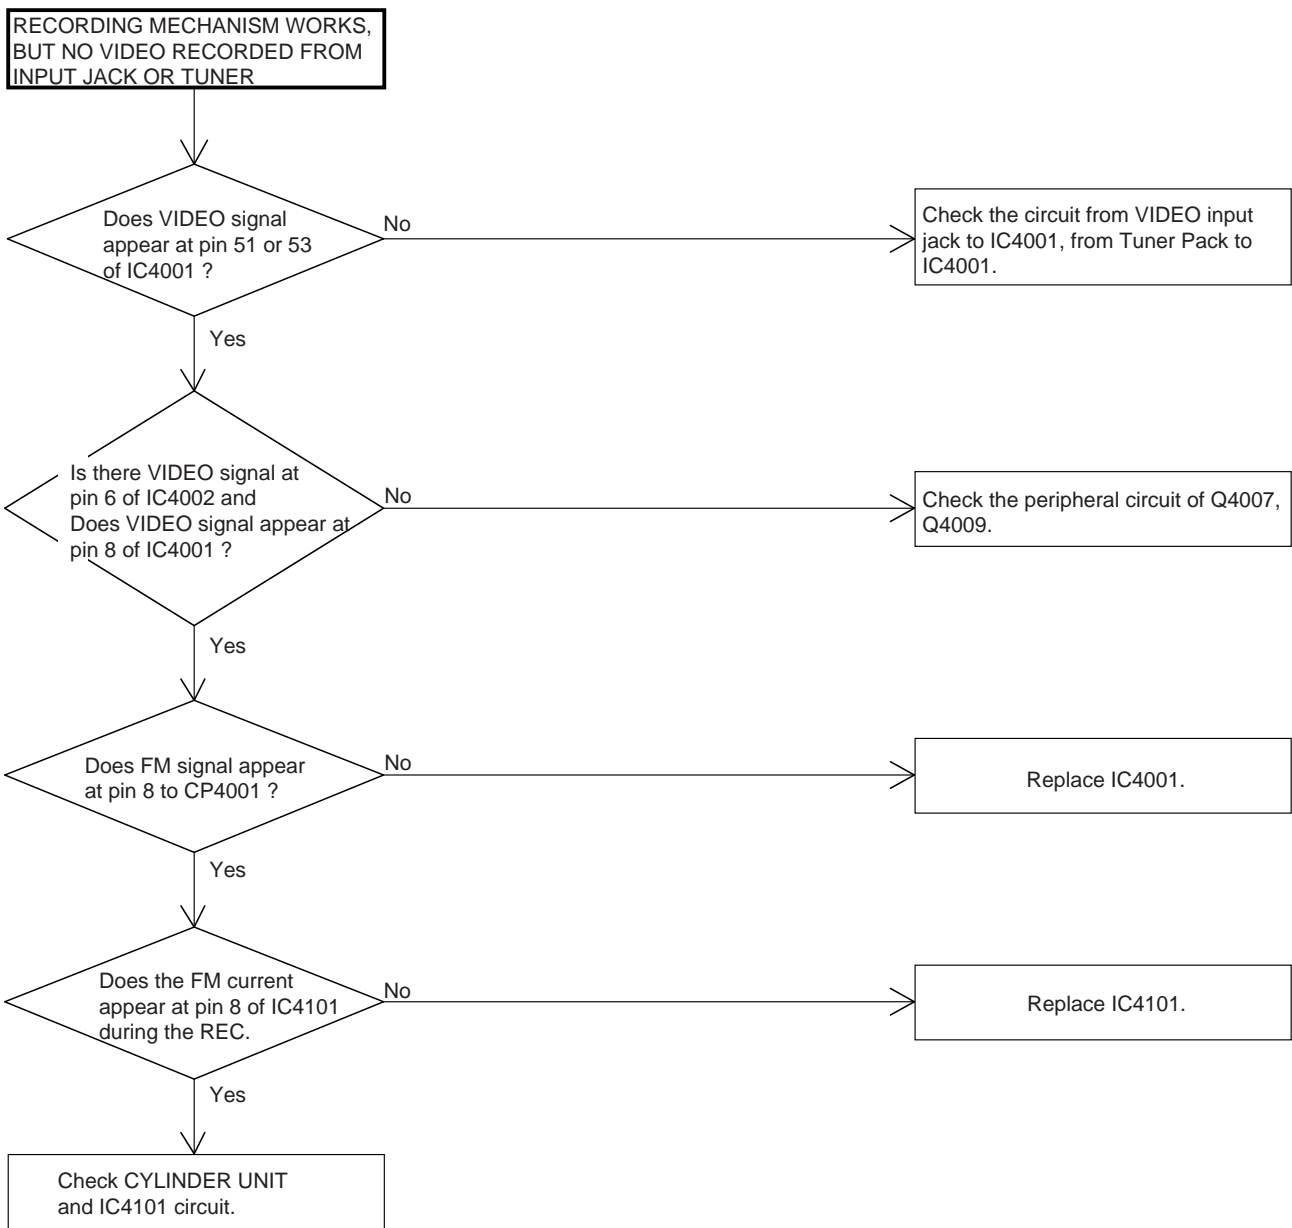 RECORDING MECHANISM WORKS,
BUT NO VIDEO RECORDED FROM
INPUT JACK OR TUNER
Does VIDEO signal
appear at pin 51 or 53
of IC4001 ?
No
Check the circuit from VIDEO input
jack to IC4001, from Tuner Pack to
IC4001.
Yes
Is there VIDEO signal at
pin 6 of IC4002 and
Does VIDEO signal appear at
pin 8 of IC4001 ?
No
Check the peripheral circuit of Q4007,
Q4009.
Yes
Does FM signal appear
at pin 8 to CP4001 ?
No
Replace IC4001.
Yes
Does the FM current
appear at pin 8 of IC4101
during the REC.
No
Replace IC4101.
Yes
Check CYLINDER UNIT
and IC4101 circuit.